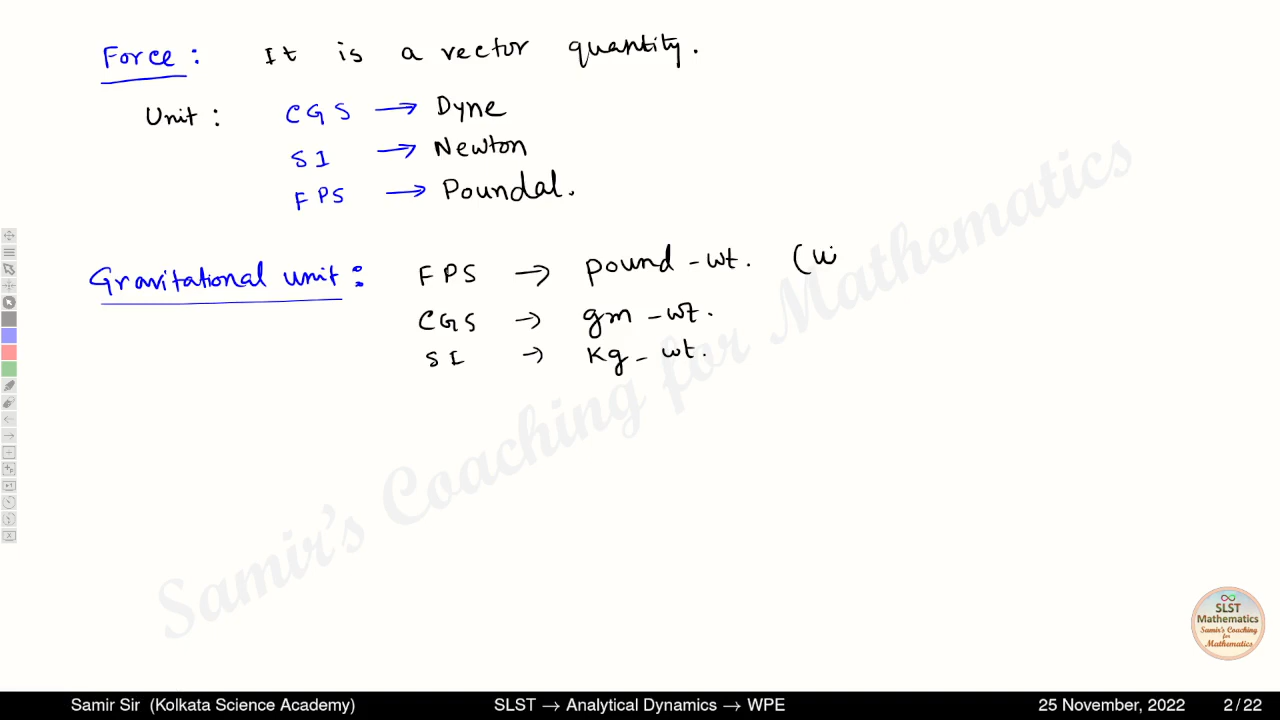 Force : It is a vector quantity.
Unit : CGS → Dyne
SI → Newton
FPS → Poundal.
Gravitational unit : FPS → pound-wt. (
CGS → gm-wt.
SI → kg-wt.
Samir's Coaching for Mathematics
SLST
Mathematics
Samir's Coaching
for
Mathematics
Samir Sir (Kolkata Science Academy) SLST → Analytical Dynamics → WPE 25 November, 2022 2/22